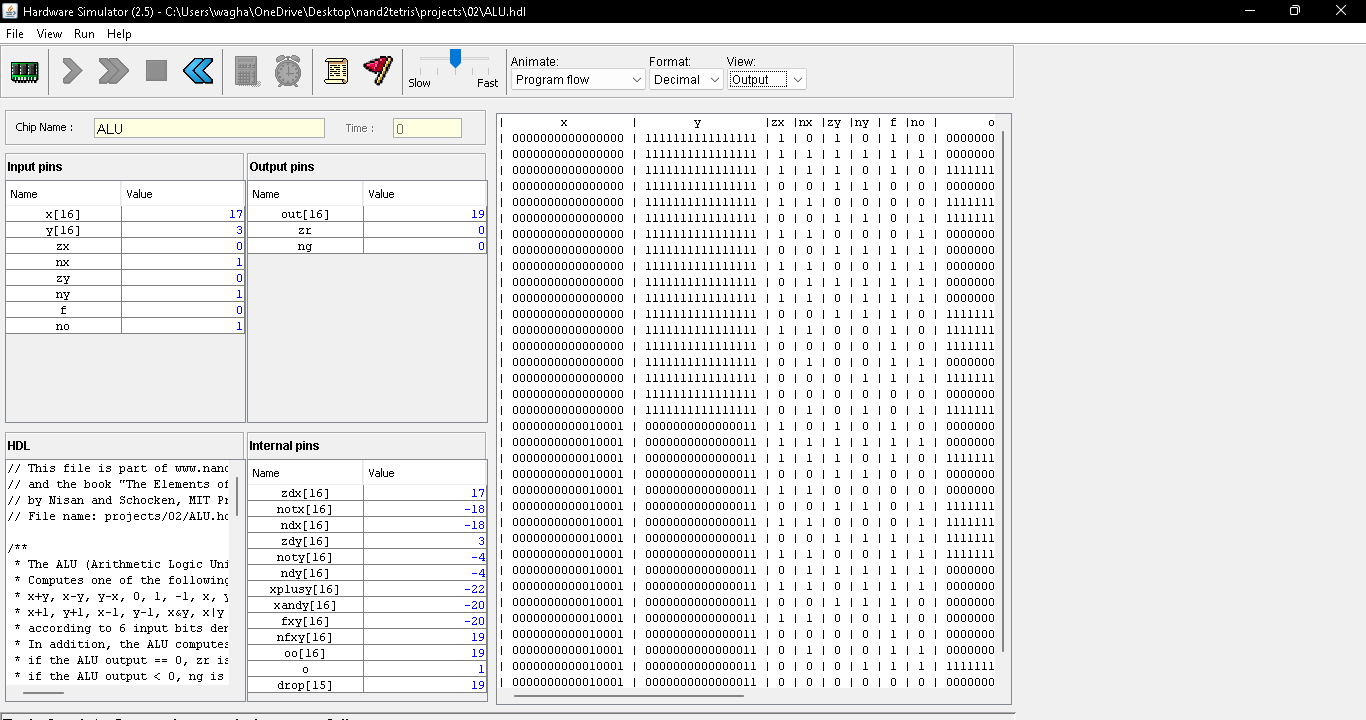 Hardware Simulator (2.5) - C:\Users\wagha\OneDrive\Desktop\nand2tetris\projects\02\ALU.hdl
File View Run Help
Slow Fast
Animate: Format: View:
Program flow Decimal Output
Chip Name : ALU Time : 0
Input pins
Name Value
x[16] 17
y[16] 3
zx 0
nx 1
zy 0
ny 1
f 0
no 1
Output pins
Name Value
out[16] 19
zr 0
ng 0
HDL
// This file is part of www.nand
// and the book "The Elements of
// by Nisan and Schocken, MIT Pr
// File name: projects/02/ALU.hd
/**
* The ALU (Arithmetic Logic Uni
* Computes one of the following
* x+y, x-y, y-x, 0, 1, -1, x, y
* x+1, y+1, x-1, y-1, x&y, x|y
* according to 6 input bits den
* In addition, the ALU computes
* if the ALU output == 0, zr is
* if the ALU output < 0, ng is
Internal pins
Name Value
zdx[16] 17
notx[16] -18
ndx[16] -18
zdy[16] 3
noty[16] -4
ndy[16] -4
xplusy[16] -22
xandy[16] -20
fxy[16] -20
nfxy[16] 19
oo[16] 19
o 1
drop[15] 19
| x | y |zx |nx |zy |ny | f |no | o
| 0000000000000000 | 1111111111111111 | 1 | 0 | 1 | 0 | 1 | 0 | 0000000
| 0000000000000000 | 1111111111111111 | 1 | 1 | 1 | 1 | 1 | 1 | 0000000
| 0000000000000000 | 1111111111111111 | 1 | 1 | 1 | 0 | 1 | 0 | 1111111
| 0000000000000000 | 1111111111111111 | 0 | 0 | 1 | 1 | 0 | 0 | 0000000
| 0000000000000000 | 1111111111111111 | 1 | 1 | 0 | 0 | 0 | 0 | 1111111
| 0000000000000000 | 1111111111111111 | 0 | 0 | 1 | 1 | 0 | 1 | 1111111
| 0000000000000000 | 1111111111111111 | 1 | 1 | 0 | 0 | 0 | 1 | 0000000
| 0000000000000000 | 1111111111111111 | 0 | 0 | 1 | 1 | 1 | 1 | 0000000
| 0000000000000000 | 1111111111111111 | 1 | 1 | 0 | 0 | 1 | 1 | 0000000
| 0000000000000000 | 1111111111111111 | 0 | 1 | 1 | 1 | 1 | 1 | 0000000
| 0000000000000000 | 1111111111111111 | 1 | 1 | 0 | 1 | 1 | 1 | 0000000
| 0000000000000000 | 1111111111111111 | 0 | 0 | 1 | 1 | 1 | 0 | 1111111
| 0000000000000000 | 1111111111111111 | 1 | 1 | 0 | 0 | 1 | 0 | 1111111
| 0000000000000000 | 1111111111111111 | 0 | 0 | 0 | 0 | 1 | 0 | 1111111
| 0000000000000000 | 1111111111111111 | 0 | 1 | 0 | 0 | 1 | 1 | 0000000
| 0000000000000000 | 1111111111111111 | 0 | 0 | 0 | 1 | 1 | 1 | 1111111
| 0000000000000000 | 1111111111111111 | 0 | 0 | 0 | 0 | 0 | 0 | 0000000
| 0000000000000000 | 1111111111111111 | 0 | 1 | 0 | 1 | 0 | 1 | 1111111
| 0000000000010001 | 0000000000000011 | 1 | 0 | 1 | 0 | 1 | 0 | 0000000
| 0000000000010001 | 0000000000000011 | 1 | 1 | 1 | 1 | 1 | 1 | 0000000
| 0000000000010001 | 0000000000000011 | 1 | 1 | 1 | 0 | 1 | 0 | 1111111
| 0000000000010001 | 0000000000000011 | 0 | 0 | 1 | 1 | 0 | 0 | 0000000
| 0000000000010001 | 0000000000000011 | 1 | 1 | 0 | 0 | 0 | 0 | 0000000
| 0000000000010001 | 0000000000000011 | 0 | 0 | 1 | 1 | 0 | 1 | 1111111
| 0000000000010001 | 0000000000000011 | 1 | 1 | 0 | 0 | 0 | 1 | 1111111
| 0000000000010001 | 0000000000000011 | 0 | 0 | 1 | 1 | 1 | 1 | 1111111
| 0000000000010001 | 0000000000000011 | 1 | 1 | 0 | 0 | 1 | 1 | 1111111
| 0000000000010001 | 0000000000000011 | 0 | 1 | 1 | 1 | 1 | 1 | 0000000
| 0000000000010001 | 0000000000000011 | 1 | 1 | 0 | 1 | 1 | 1 | 0000000
| 0000000000010001 | 0000000000000011 | 0 | 0 | 1 | 1 | 1 | 0 | 0000000
| 0000000000010001 | 0000000000000011 | 1 | 1 | 0 | 0 | 1 | 0 | 0000000
| 0000000000010001 | 0000000000000011 | 0 | 0 | 0 | 0 | 1 | 0 | 0000000
| 0000000000010001 | 0000000000000011 | 0 | 1 | 0 | 0 | 1 | 1 | 0000000
| 0000000000010001 | 0000000000000011 | 0 | 0 | 0 | 1 | 1 | 1 | 1111111
| 0000000000010001 | 0000000000000011 | 0 | 0 | 0 | 0 | 0 | 0 | 0000000